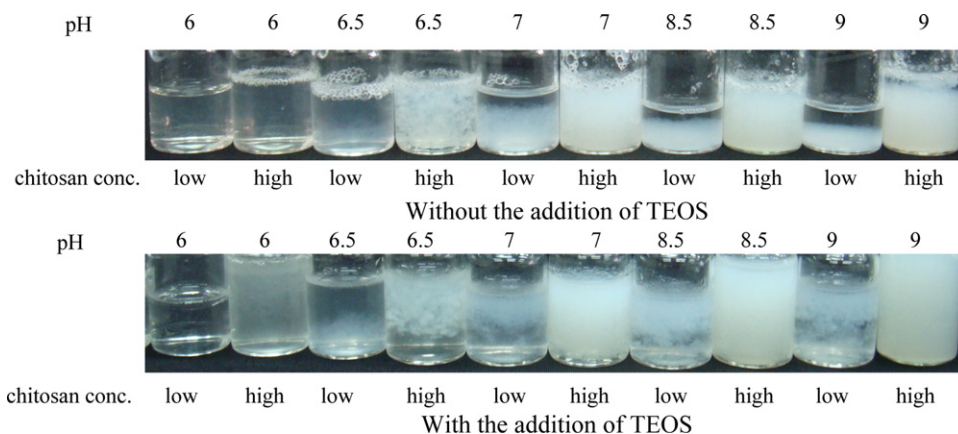 pH 6 6 6.5 6.5 7 7 8.5 8.5 9 9
chitosan conc. low high low high low high low high low high
Without the addition of TEOS
pH 6 6 6.5 6.5 7 7 8.5 8.5 9 9
chitosan conc. low high low high low high low high low high
With the addition of TEOS